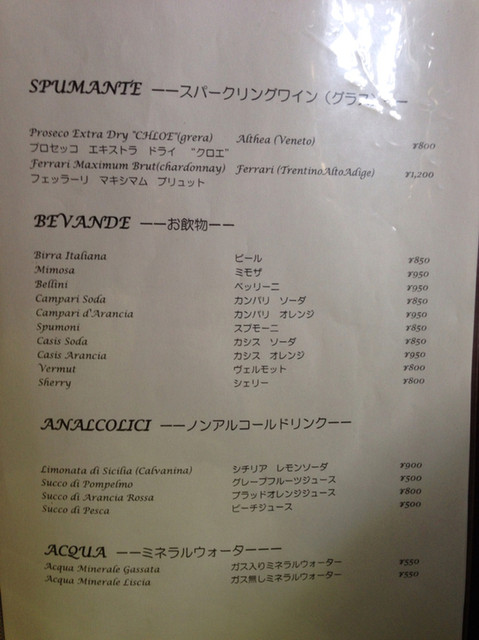 SPUMANTE ーースパークリングワイン（グラス）ーー
Proseco Extra Dry "CHLOE"(grera) Althea (Veneto) ¥800
プロセッコ エキストラ ドライ “クロエ”
Ferrari Maximum Brut(chardonnay) Ferrari (TrentinoAltoAdige) ¥1,200
フェッラーリ マキシマム ブリュット
BEVANDE ーーお飲物ーー
Birra Italiana ビール ¥850
Mimosa ミモザ ¥950
Bellini ベッリーニ ¥950
Campari Soda カンパリ ソーダ ¥850
Campari d'Arancia カンパリ オレンジ ¥950
Spumoni スプモーニ ¥850
Casis Soda カシス ソーダ ¥850
Casis Arancia カシス オレンジ ¥950
Vermut ヴェルモット ¥800
Sherry シェリー ¥800
ANALCOLICI ーーノンアルコールドリンクーー
Limonata di Sicilia (Calvanina) シチリア レモンソーダ ¥900
Succo di Pompelmo グレープフルーツジュース ¥500
Succo di Arancia Rossa ブラッドオレンジジュース ¥800
Succo di Pesca ピーチジュース ¥500
ACQUA ーーミネラルウォーターーー
Acqua Minerale Gassata ガス入りミネラルウォーター ¥550
Acqua Minerale Liscia ガス無しミネラルウォーター ¥550